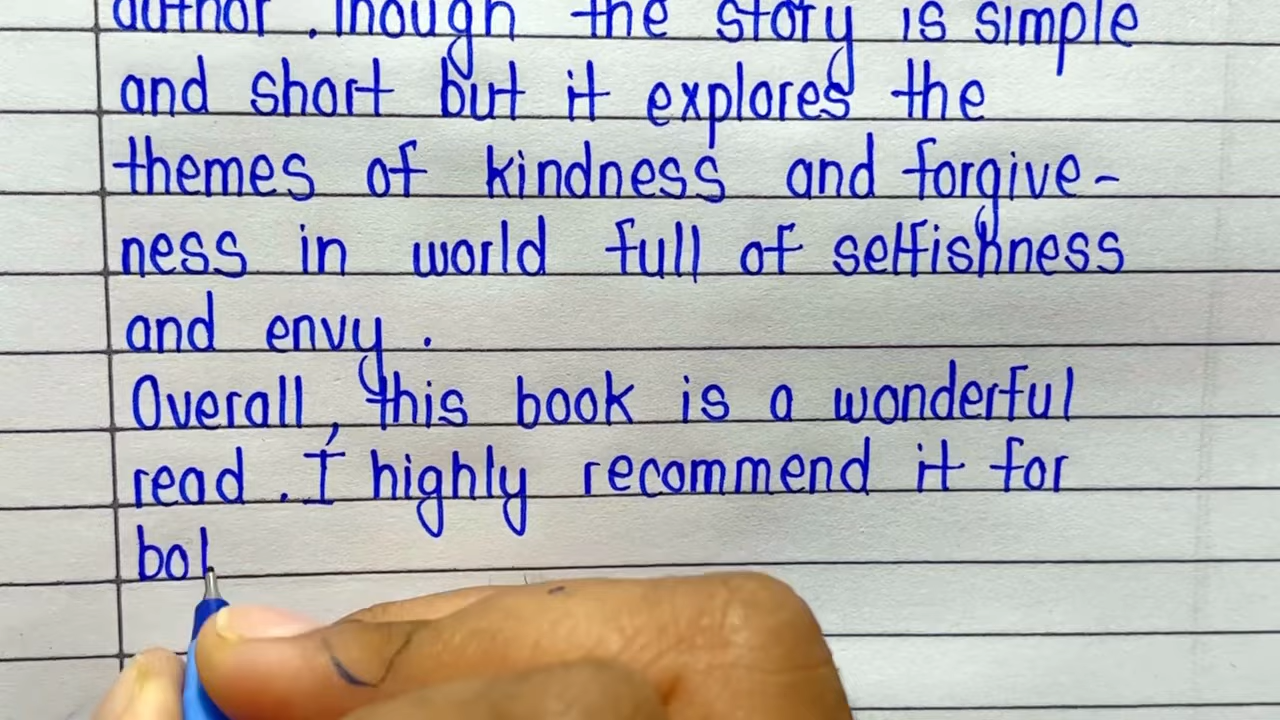 author. Though the story is simple
and short but it explores the
themes of kindness and forgive-
ness in world full of selfishness
and envy.
Overall, this book is a wonderful
read. I highly recommend it for